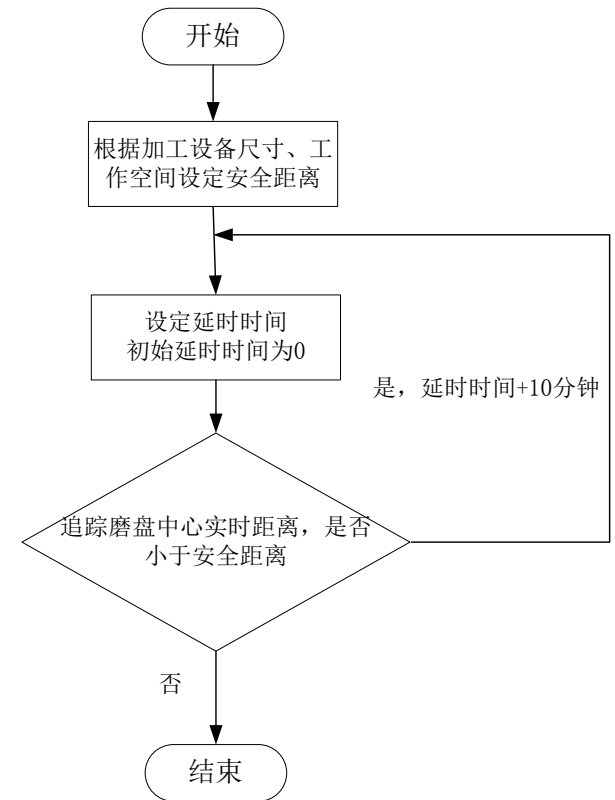 开始
根据加工设备尺寸、工
作空间设定安全距离
设定延时时间
初始延时时间为0
是，延时时间+10分钟
追踪磨盘中心实时距离，是否
小于安全距离
否
结束